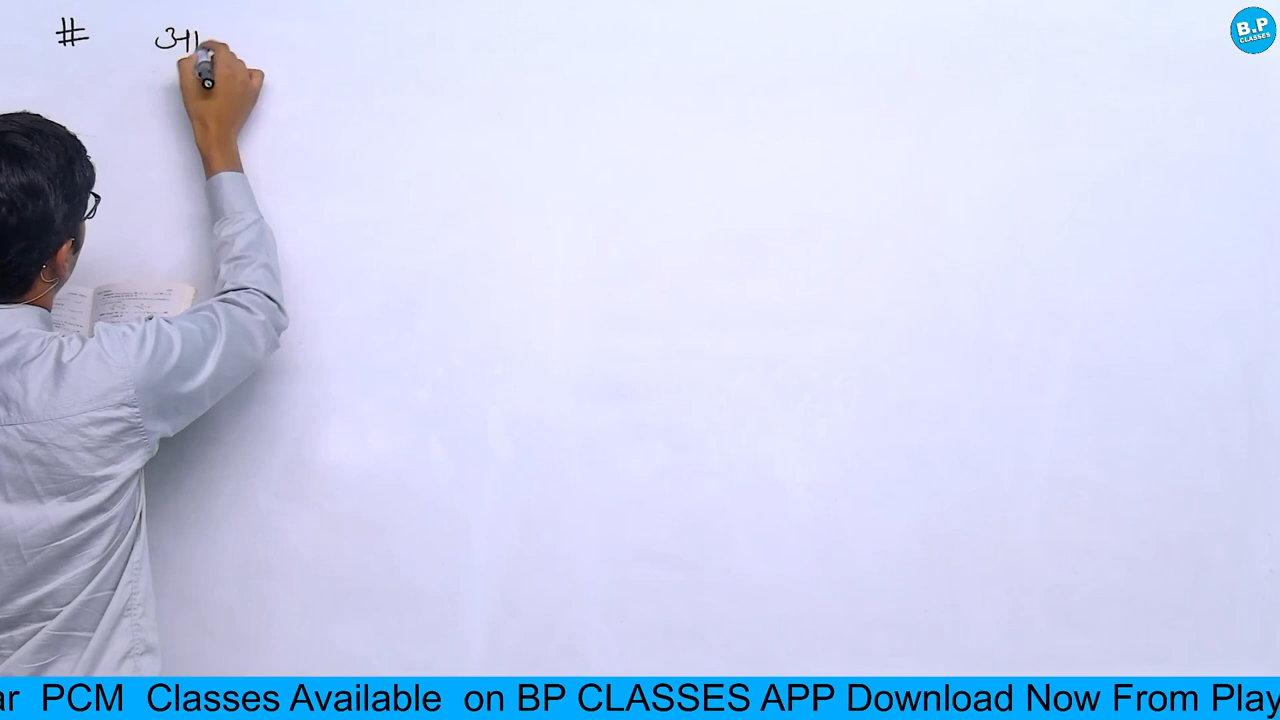 # आ
B.P
CLASSES
ar PCM Classes Available on BP CLASSES APP Download Now From Play